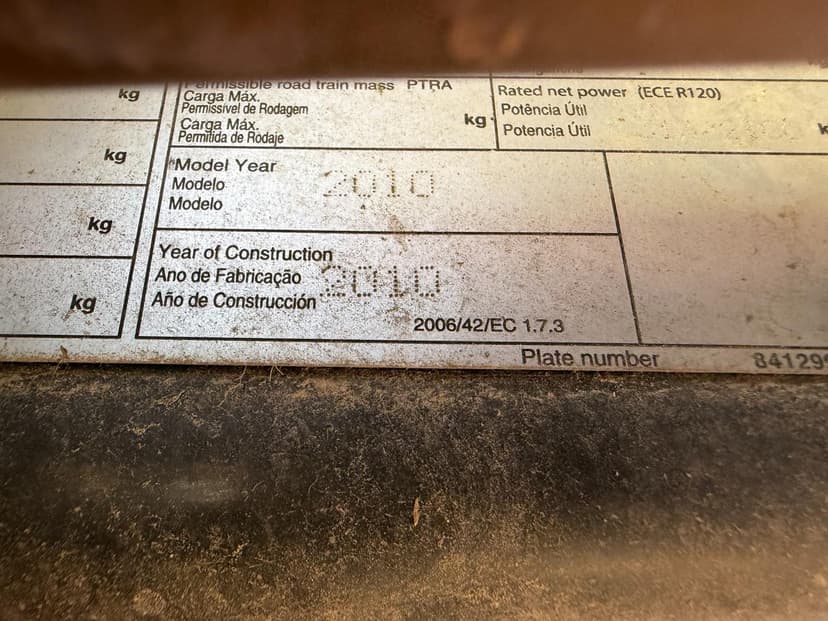 kg
kg
kg
kg
Permissible road train mass PTRA
Carga Máx.
Permissível de Rodagem
Carga Máx.
Permitida de Rodaje
kg
Rated net power (ECE R120)
Potência Útil
Potencia Útil
Model Year
Modelo
Modelo
2010
Year of Construction
Ano de Fabricação
Año de Construcción
2010
2006/42/EC 1.7.3
Plate number 841299